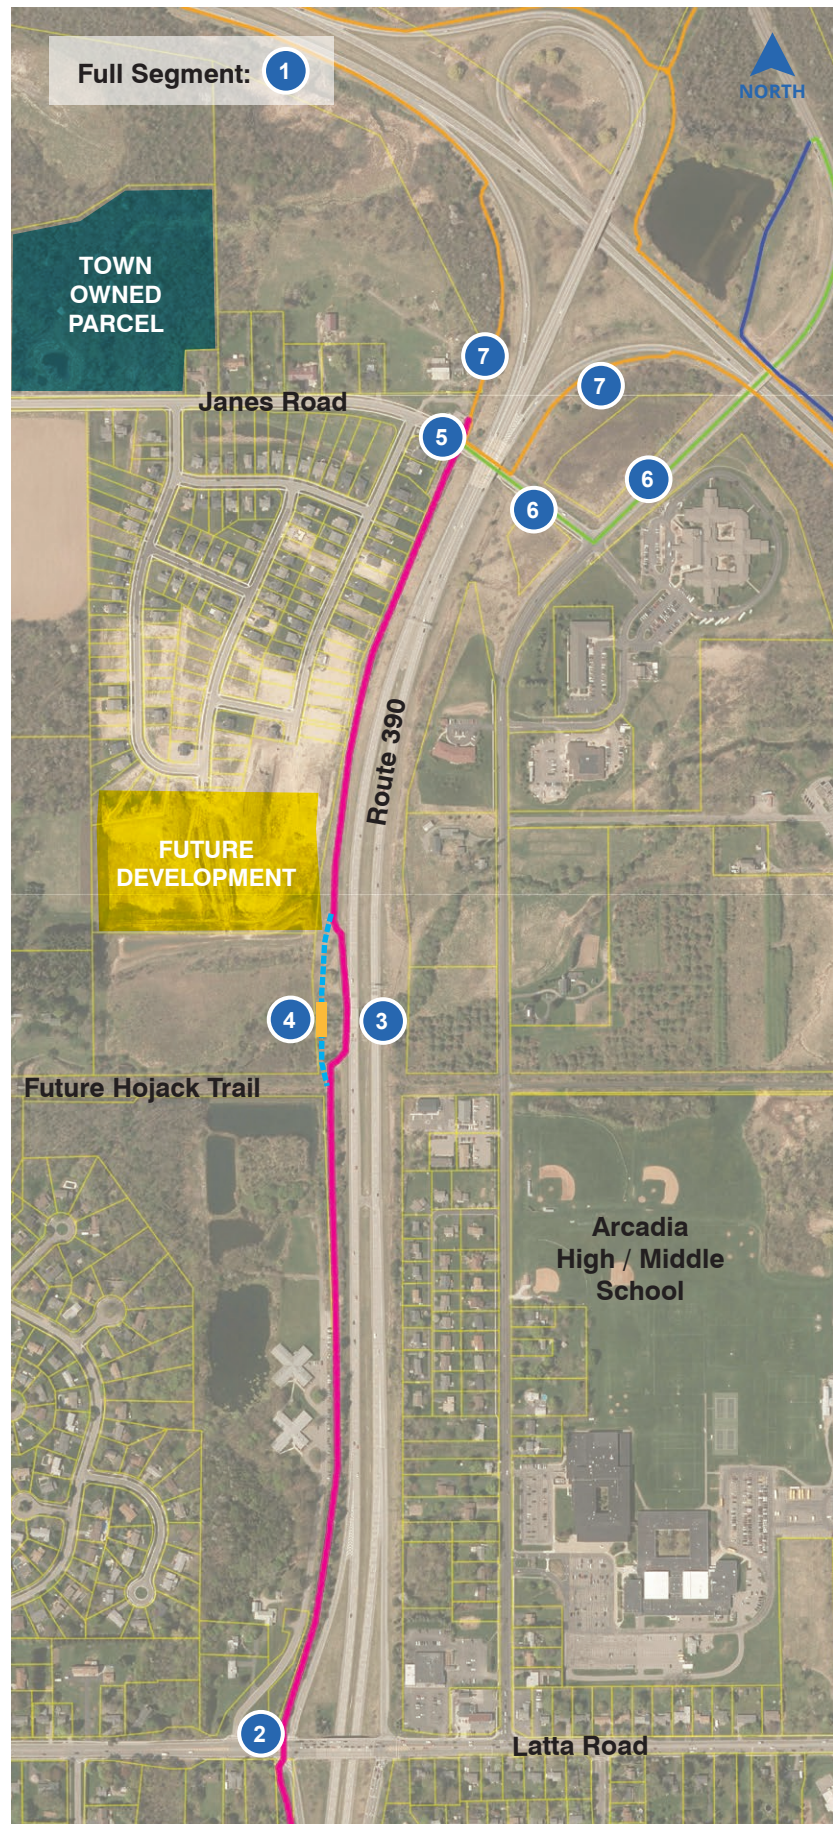 Full Segment: 1
NORTH
TOWN
OWNED
PARCEL
7
7
Janes Road
5
6
6
Route 390
FUTURE
DEVELOPMENT
4
3
Future Hojack Trail
Arcadia
High / Middle
School
2
Latta Road